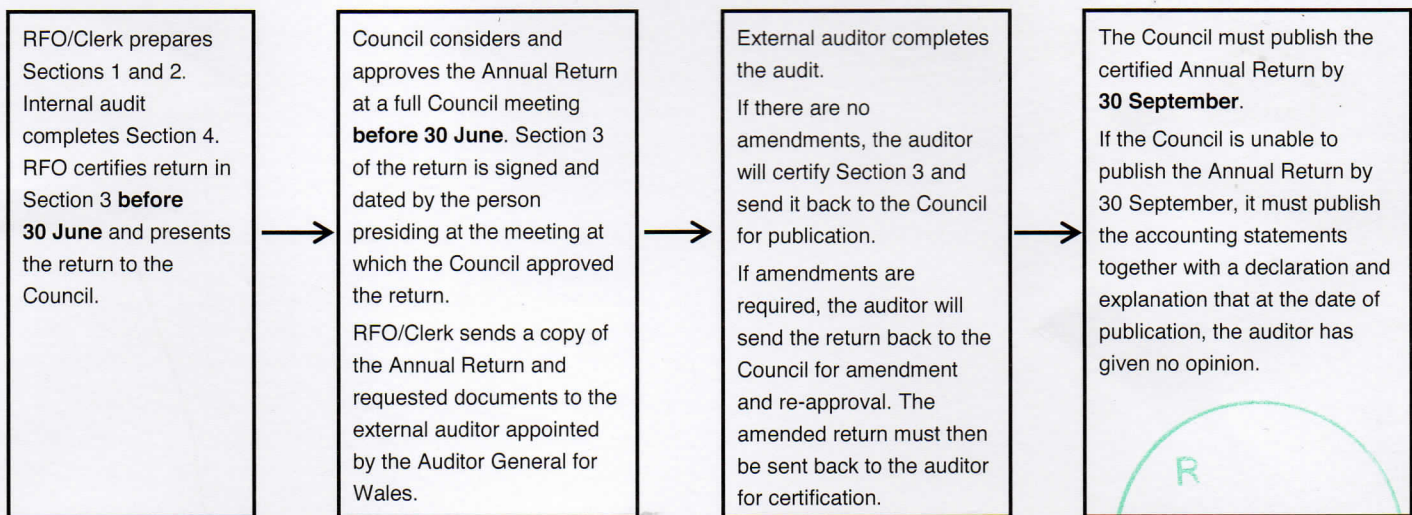 RFO/Clerk prepares
Sections 1 and 2.
Internal audit
completes Section 4.
RFO certifies return in
Section 3 before
30 June and presents
the return to the
Council.
Council considers and
approves the Annual Return
at a full Council meeting
before 30 June. Section 3
of the return is signed and
dated by the person
presiding at the meeting at
which the Council approved
the return.
RFO/Clerk sends a copy of
the Annual Return and
requested documents to the
external auditor appointed
by the Auditor General for
Wales.
External auditor completes
the audit.
If there are no
amendments, the auditor
will certify Section 3 and
send it back to the Council
for publication.
If amendments are
required, the auditor will
send the return back to the
Council for amendment
and re-approval. The
amended return must then
be sent back to the auditor
for certification.
The Council must publish the
certified Annual Return by
30 September.
If the Council is unable to
publish the Annual Return by
30 September, it must publish
the accounting statements
together with a declaration and
explanation that at the date of
publication, the auditor has
given no opinion.
R